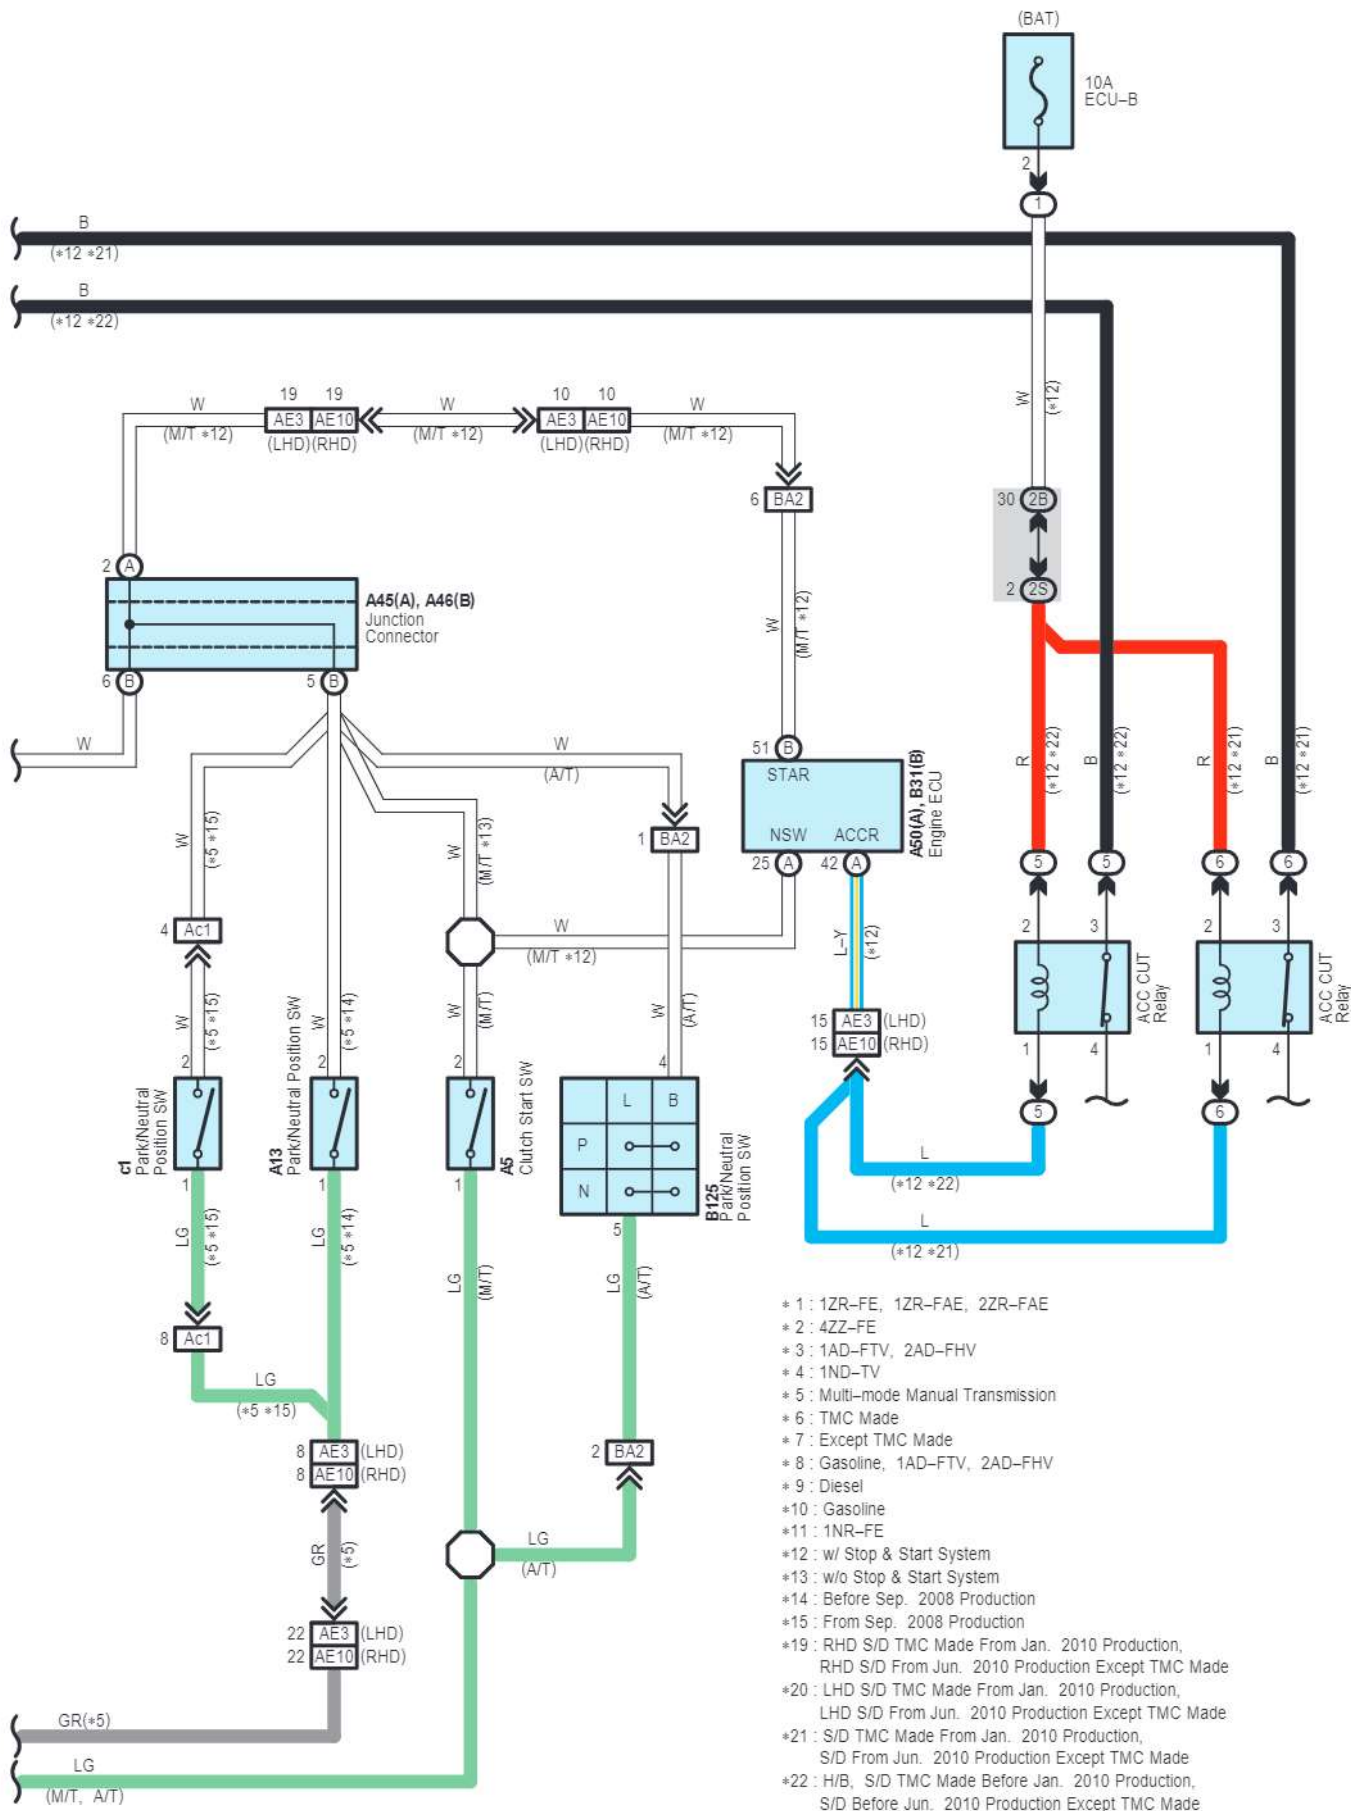 (BAT)
10A
ECU–B
2
1
B
(*12 *21)
B
(*12 *22)
W
(*12)
19 19
W
AE3 AE10
(M/T *12)
(LHD)(RHD)
W
(M/T *12)
10 10
AE3 AE10
(LHD)(RHD)
W
(M/T *12)
6 BA2
30 2B
2 2S
2 A
A45(A), A46(B)
Junction
Connector
6 B
5 B
W
W
(M/T *12)
W
(A/T)
51 B
STAR
NSW ACCR
A50(A), B31(B)
Engine ECU
25 A
42 A
R
(*12 *22)
B
(*12 *22)
R
(*12 *21)
B
(*12 *21)
W
(*5 *15)
W
(M/T *13)
1 BA2
5
5
6
6
4 Ac1
W
(M/T *12)
L–Y
(*12)
2
3
2
3
ACC CUT
Relay
ACC CUT
Relay
1
4
1
4
W
(*5 *15)
W
(*5 *14)
W
(M/T)
W
(A/T)
15 AE3 (LHD)
15 AE10 (RHD)
5
6
2
2
2
4
c1
Park/Neutral
Position SW
A13
Park/Neutral Position SW
A5
Clutch Start SW
L B
P
N
B125
Park/Neutral
Position SW
1
1
1
5
L
(*12 *22)
L
(*12 *21)
LG
(*5 *15)
LG
(*5 *14)
LG
(M/T)
LG
(A/T)
8 Ac1
LG
(*5 *15)
8 AE3 (LHD)
8 AE10 (RHD)
2 BA2
GR
(*5)
LG
(A/T)
22 AE3 (LHD)
22 AE10 (RHD)
GR(*5)
LG
(M/T, A/T)
* 1 : 1ZR–FE, 1ZR–FAE, 2ZR–FAE
* 2 : 4ZZ–FE
* 3 : 1AD–FTV, 2AD–FHV
* 4 : 1ND–TV
* 5 : Multi–mode Manual Transmission
* 6 : TMC Made
* 7 : Except TMC Made
* 8 : Gasoline, 1AD–FTV, 2AD–FHV
* 9 : Diesel
*10 : Gasoline
*11 : 1NR–FE
*12 : w/ Stop & Start System
*13 : w/o Stop & Start System
*14 : Before Sep. 2008 Production
*15 : From Sep. 2008 Production
*19 : RHD S/D TMC Made From Jan. 2010 Production,
RHD S/D From Jun. 2010 Production Except TMC Made
*20 : LHD S/D TMC Made From Jan. 2010 Production,
LHD S/D From Jun. 2010 Production Except TMC Made
*21 : S/D TMC Made From Jan. 2010 Production,
S/D From Jun. 2010 Production Except TMC Made
*22 : H/B, S/D TMC Made Before Jan. 2010 Production,
S/D Before Jun. 2010 Production Except TMC Made